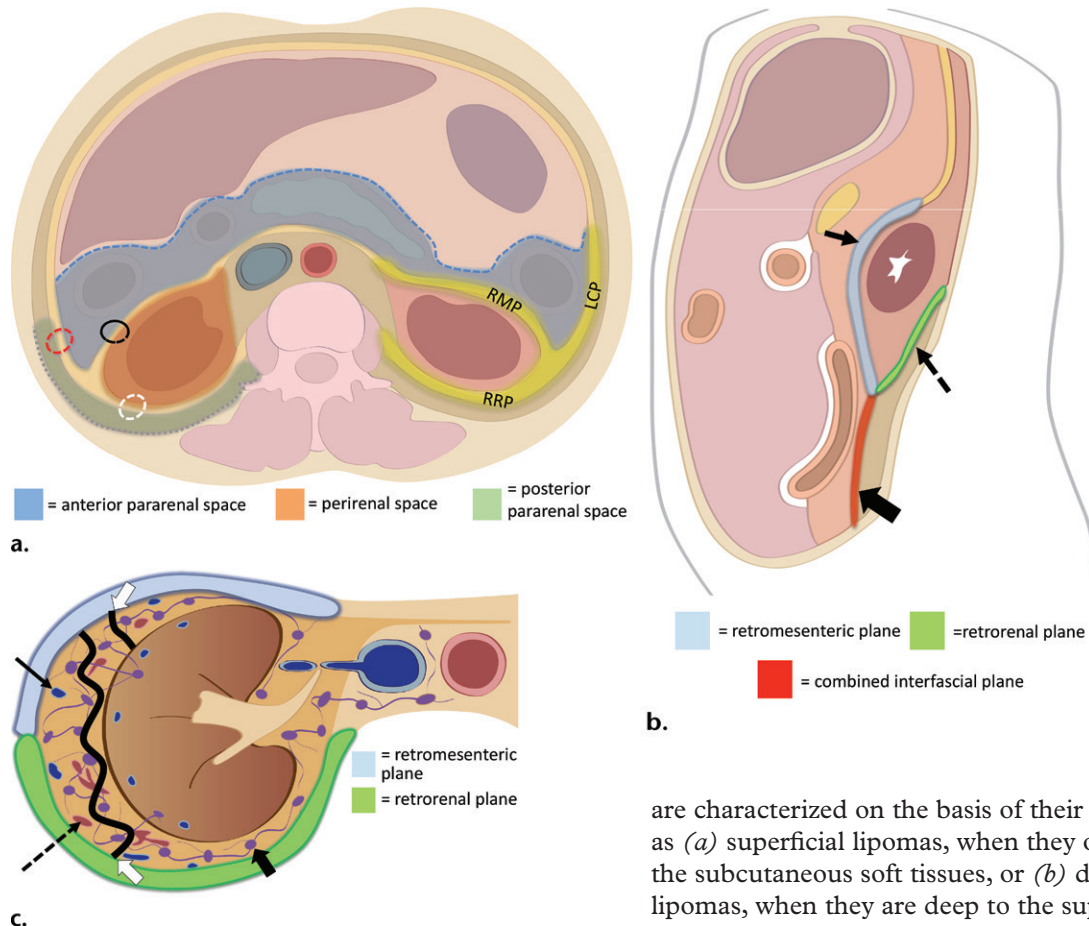 RMP
LCP
RRP
= anterior pararenal space
= perirenal space
= posterior
pararenal space
a.
= retromesenteric plane
=retrorenal plane
= combined interfascial plane
b.
= retromesenteric
plane
= retrorenal plane
c.
are characterized on the basis of their
as (a) superficial lipomas, when they o
the subcutaneous soft tissues, or (b) d
lipomas, when they are deep to the sup